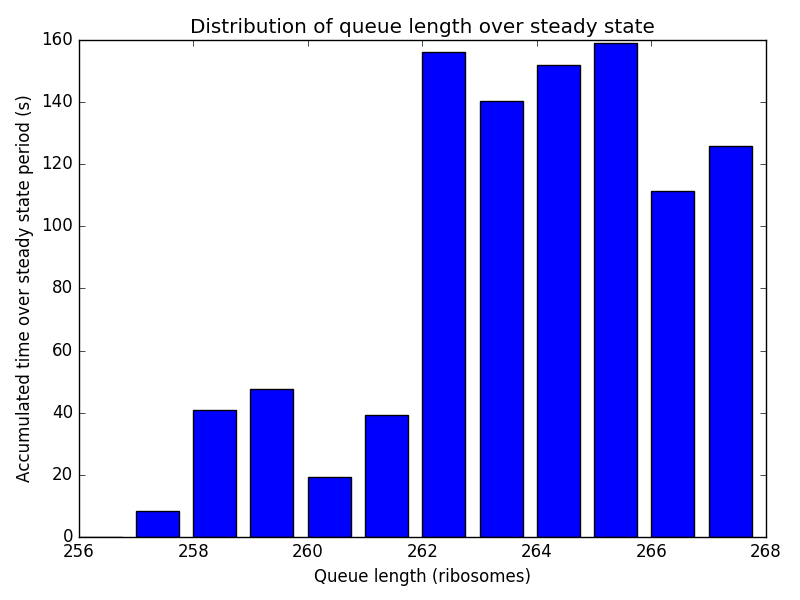 Distribution of queue length over steady state
Accumulated time over steady state period (s)
160
140
120
100
80
60
40
20
0
256 258 260 262 264 266 268
Queue length (ribosomes)